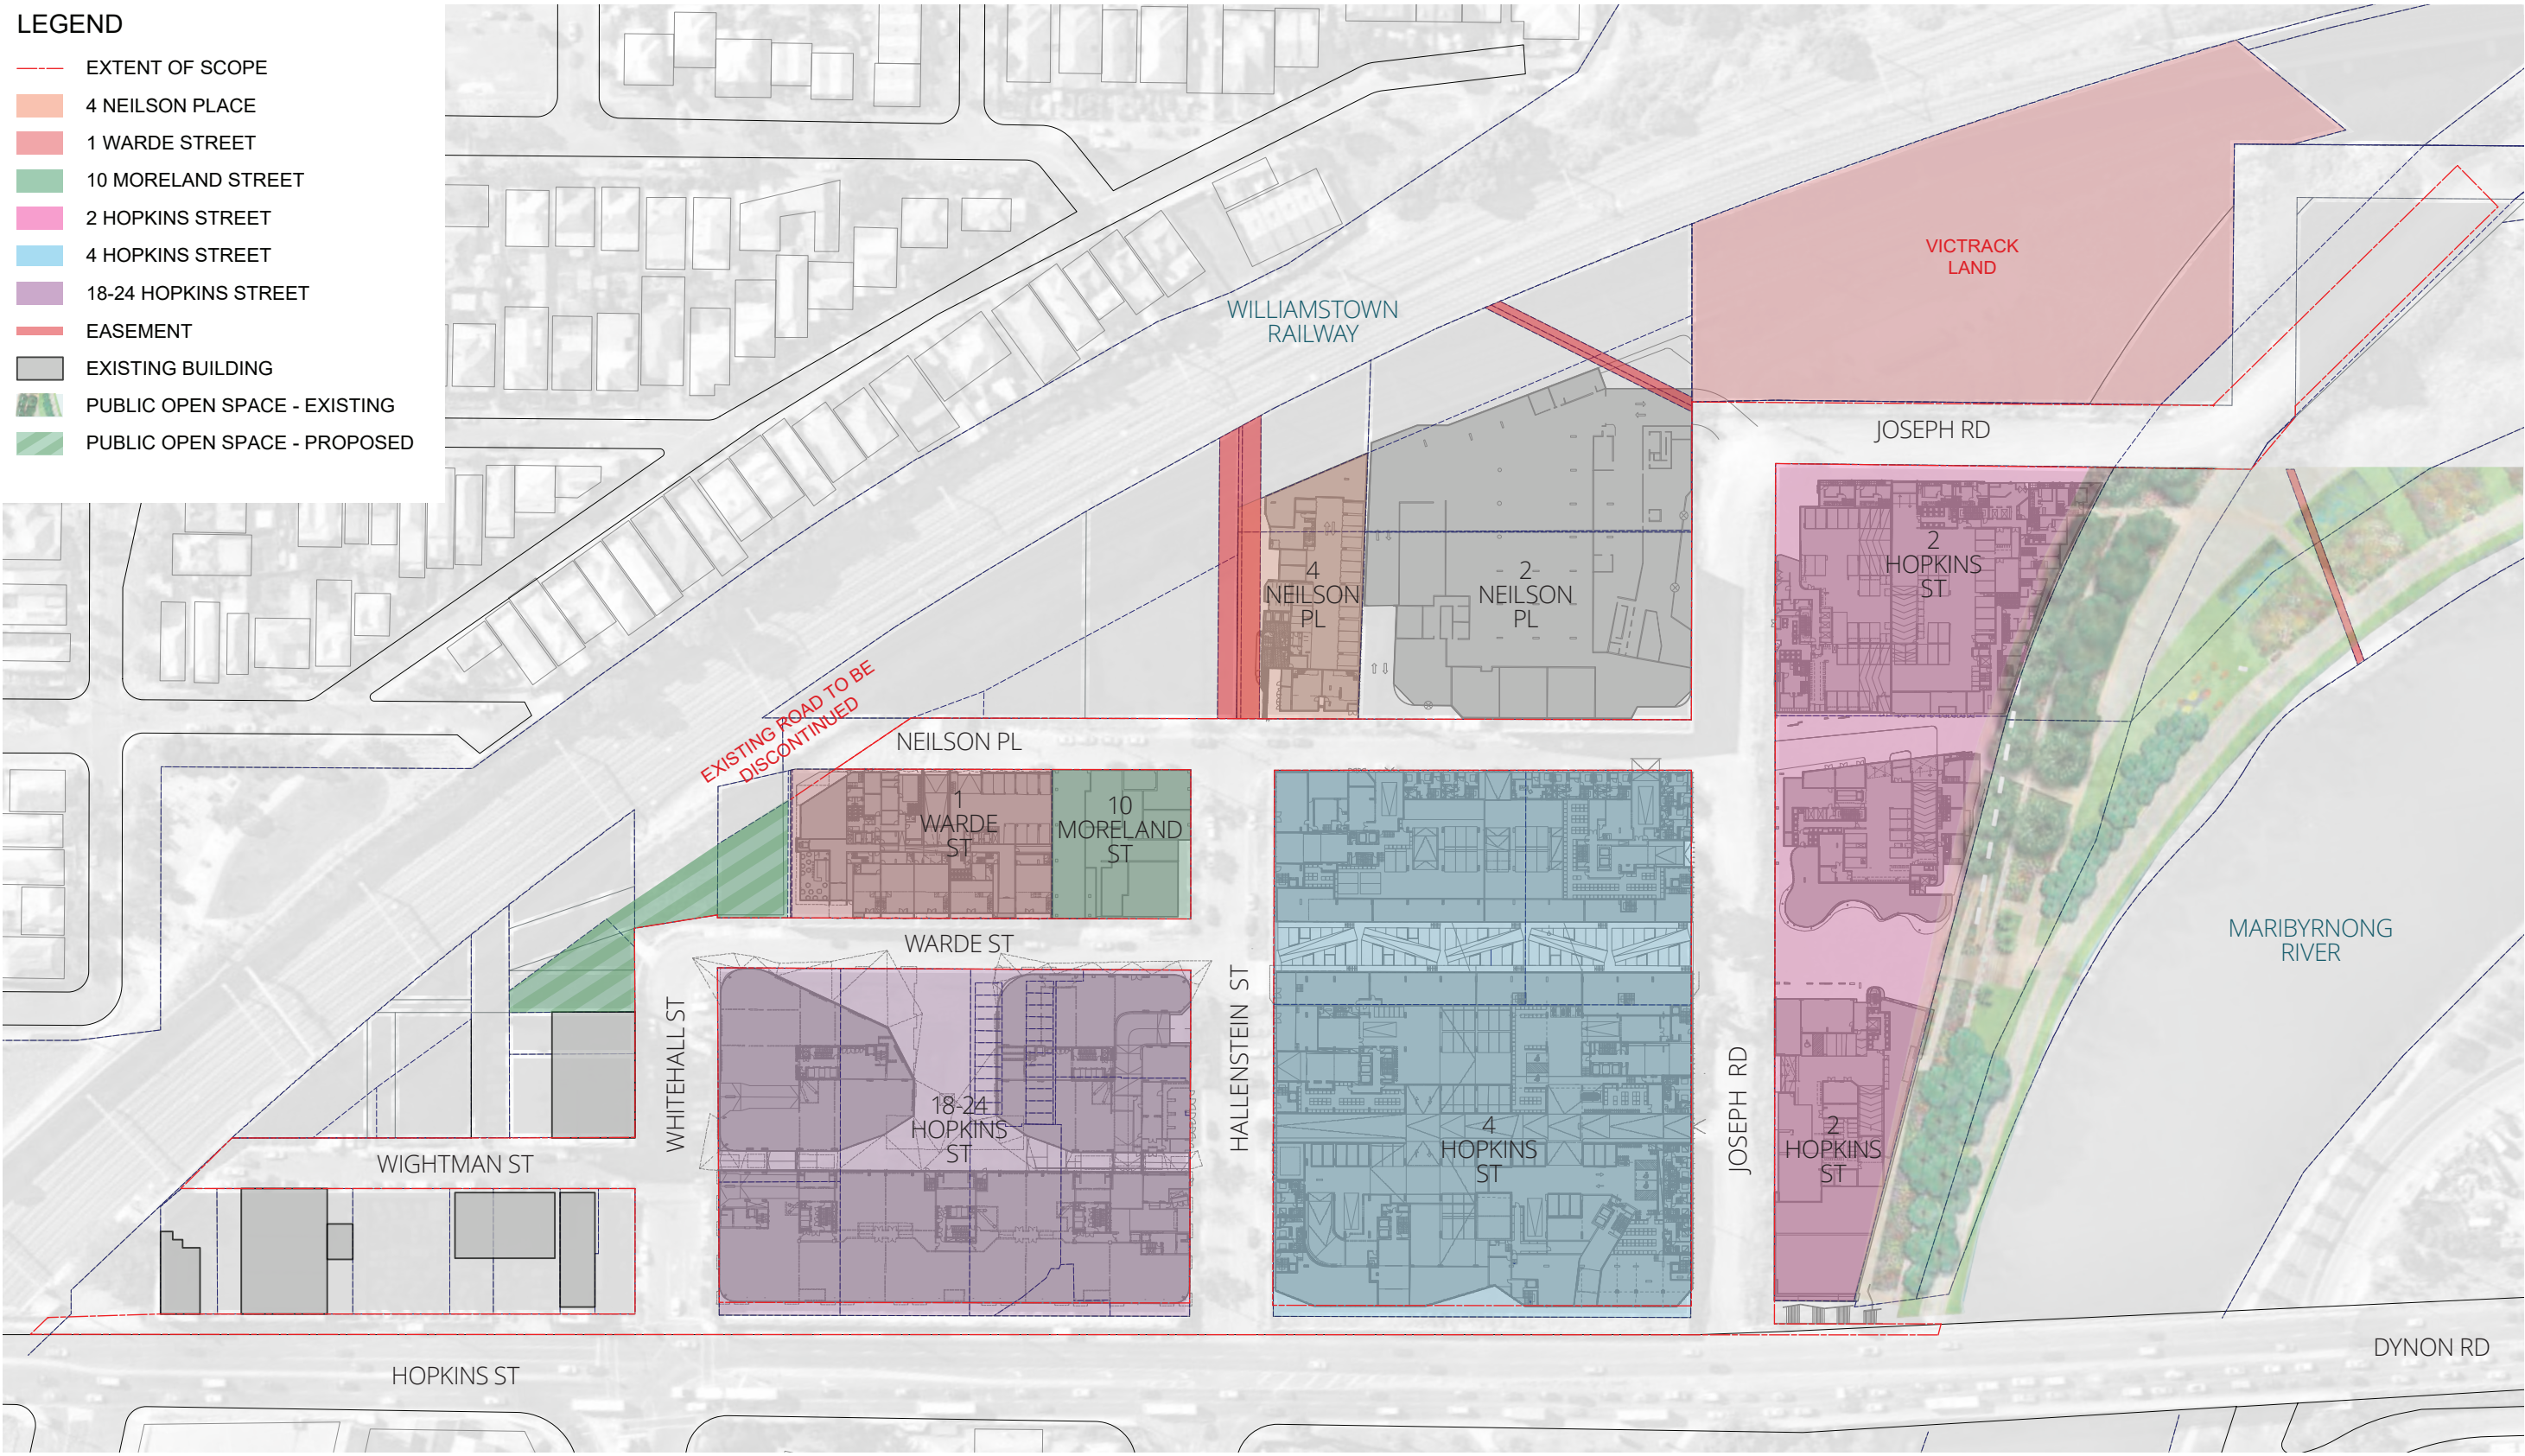 LEGEND
EXTENT OF SCOPE
4 NEILSON PLACE
1 WARDE STREET
10 MORELAND STREET
2 HOPKINS STREET
4 HOPKINS STREET
18-24 HOPKINS STREET
EASEMENT
EXISTING BUILDING
PUBLIC OPEN SPACE - EXISTING
PUBLIC OPEN SPACE - PROPOSED
VICTRACK
LAND
WILLIAMSTOWN
RAILWAY
JOSEPH RD
2
HOPKINS
ST
4
NEILSON
PL
2
NEILSON
PL
EXISTING ROAD TO BE
DISCONTINUED
NEILSON PL
1
WARDE
ST
10
MORELAND
ST
WARDE ST
MARIBYRNONG
RIVER
WHITEHALL ST
HALLENSTEIN ST
JOSEPH RD
18-24
HOPKINS
ST
4
HOPKINS
ST
2
HOPKINS
ST
WIGHTMAN ST
HOPKINS ST
DYNON RD